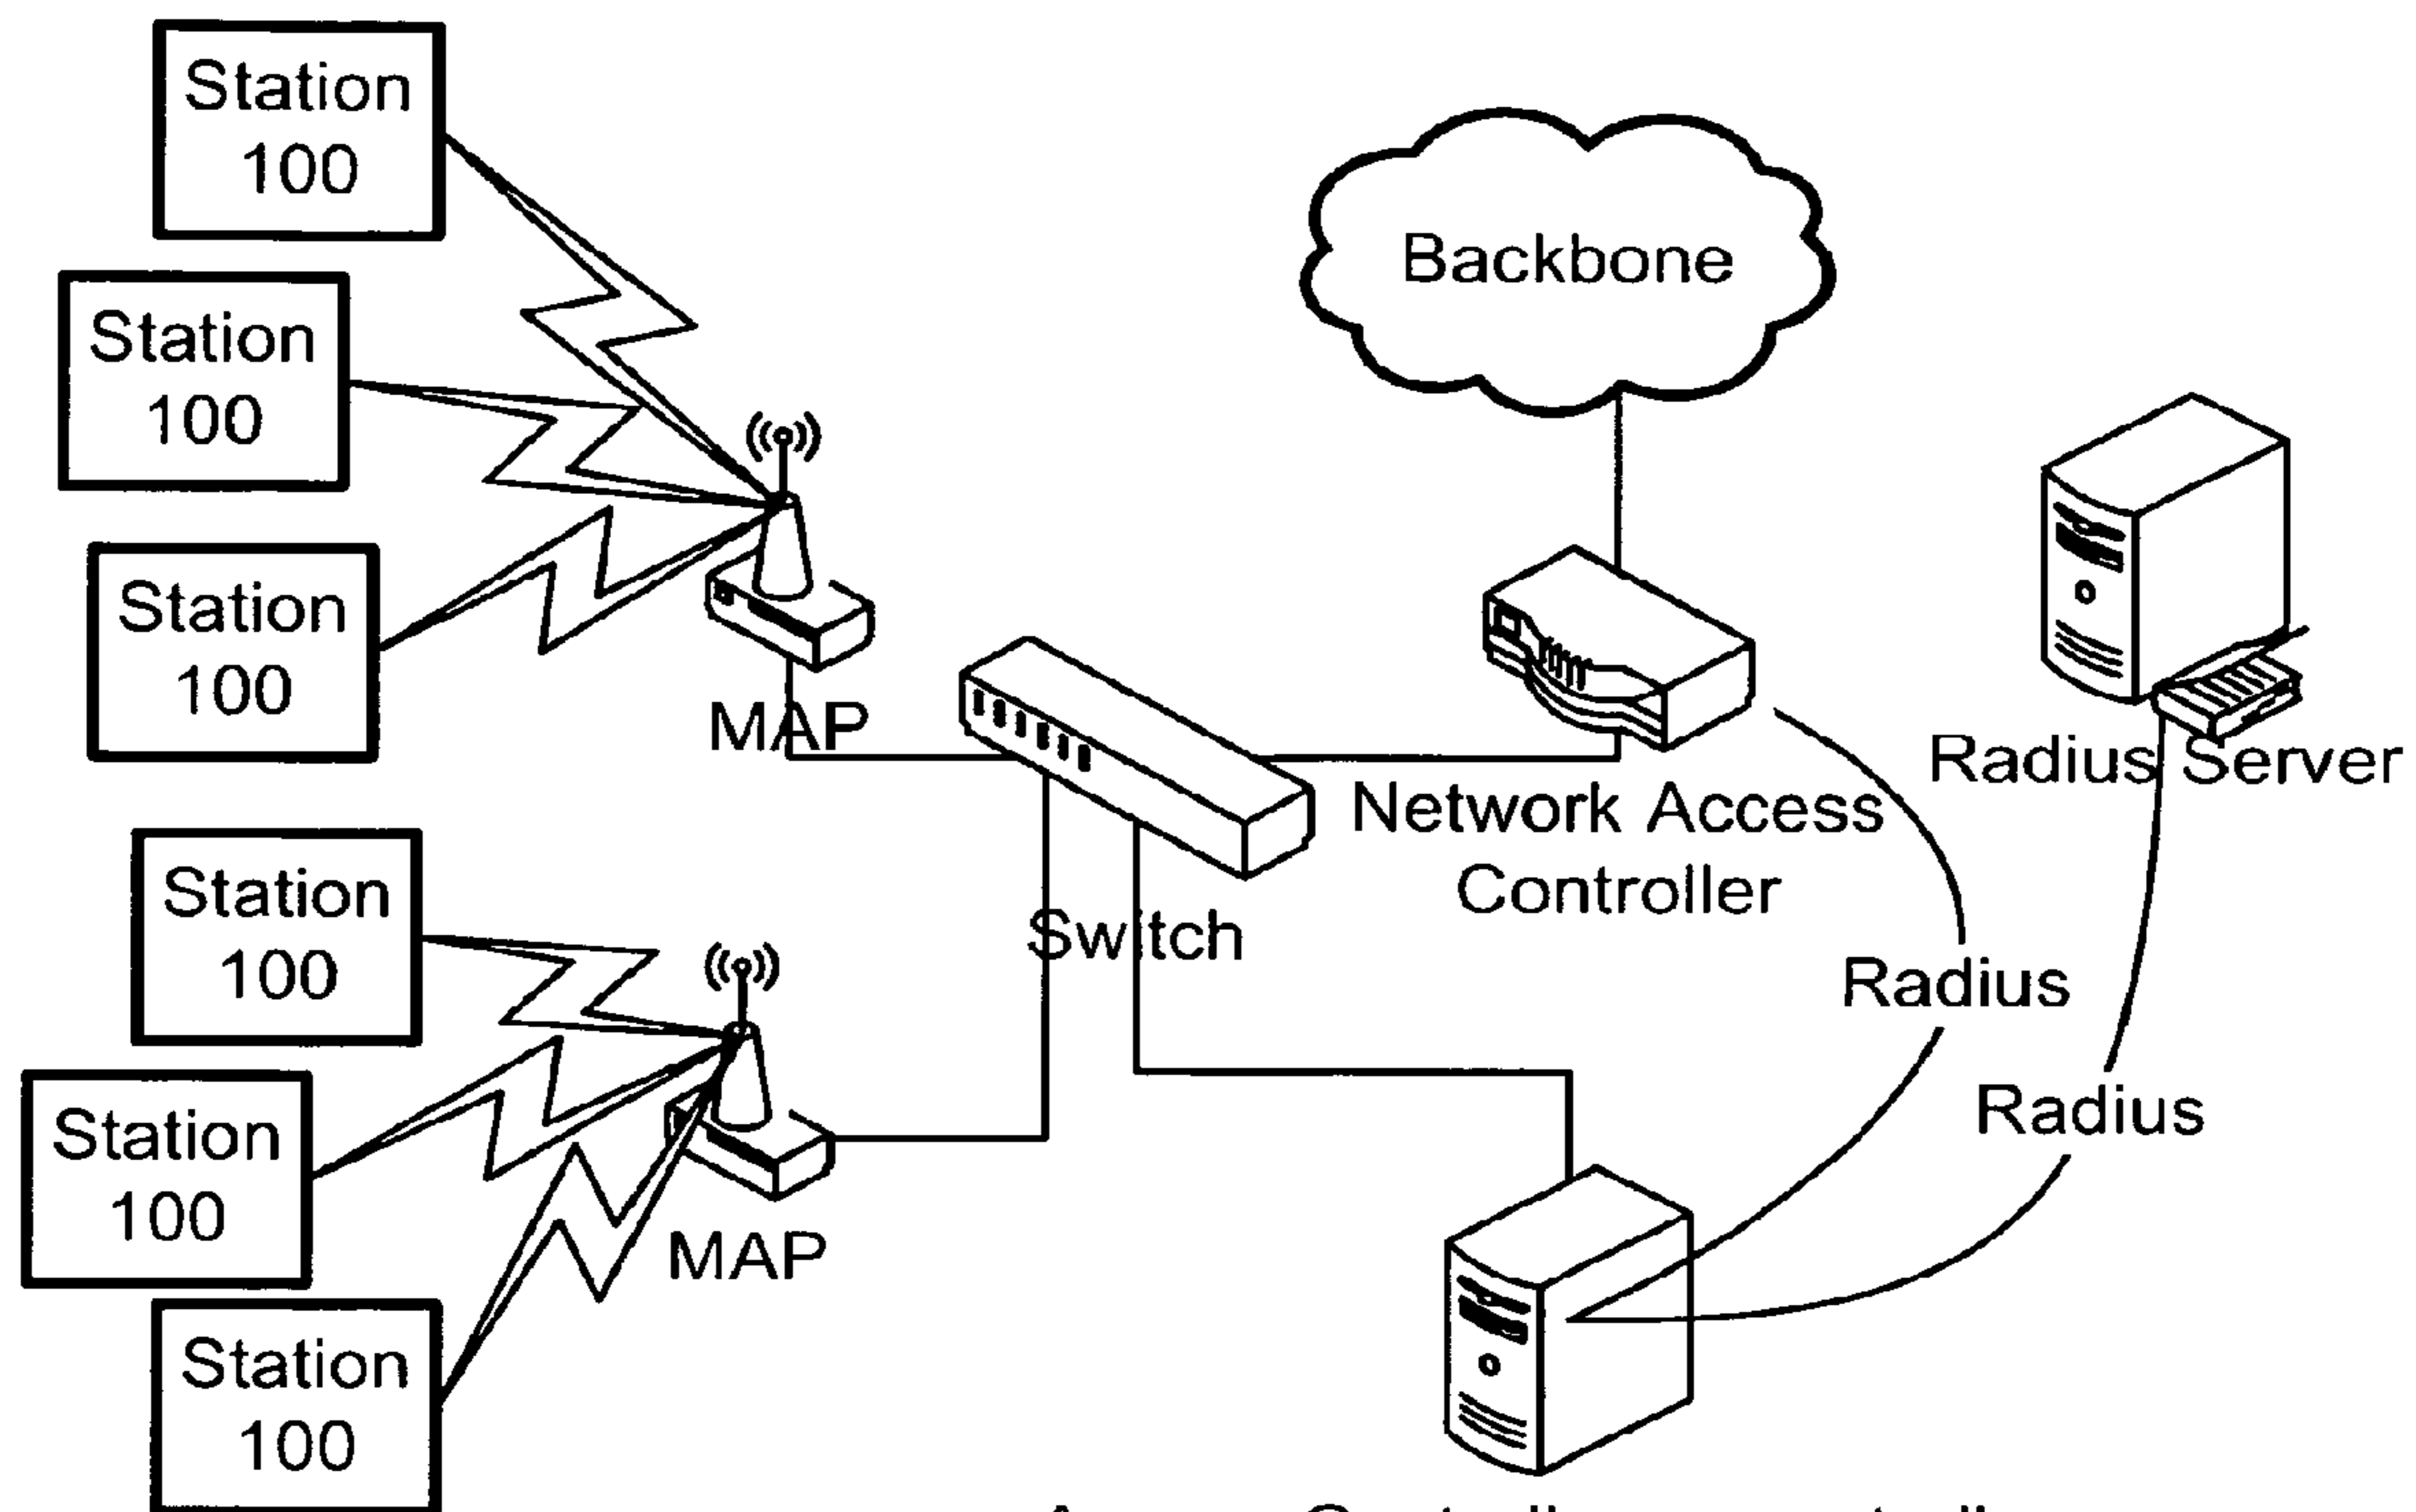 Station
100
Station
100
Station
100
Backbone
MAP
Radius Server
Network Access
Controller
Switch
Radius
Station
100
Station
100
Station
100
MAP
Radius